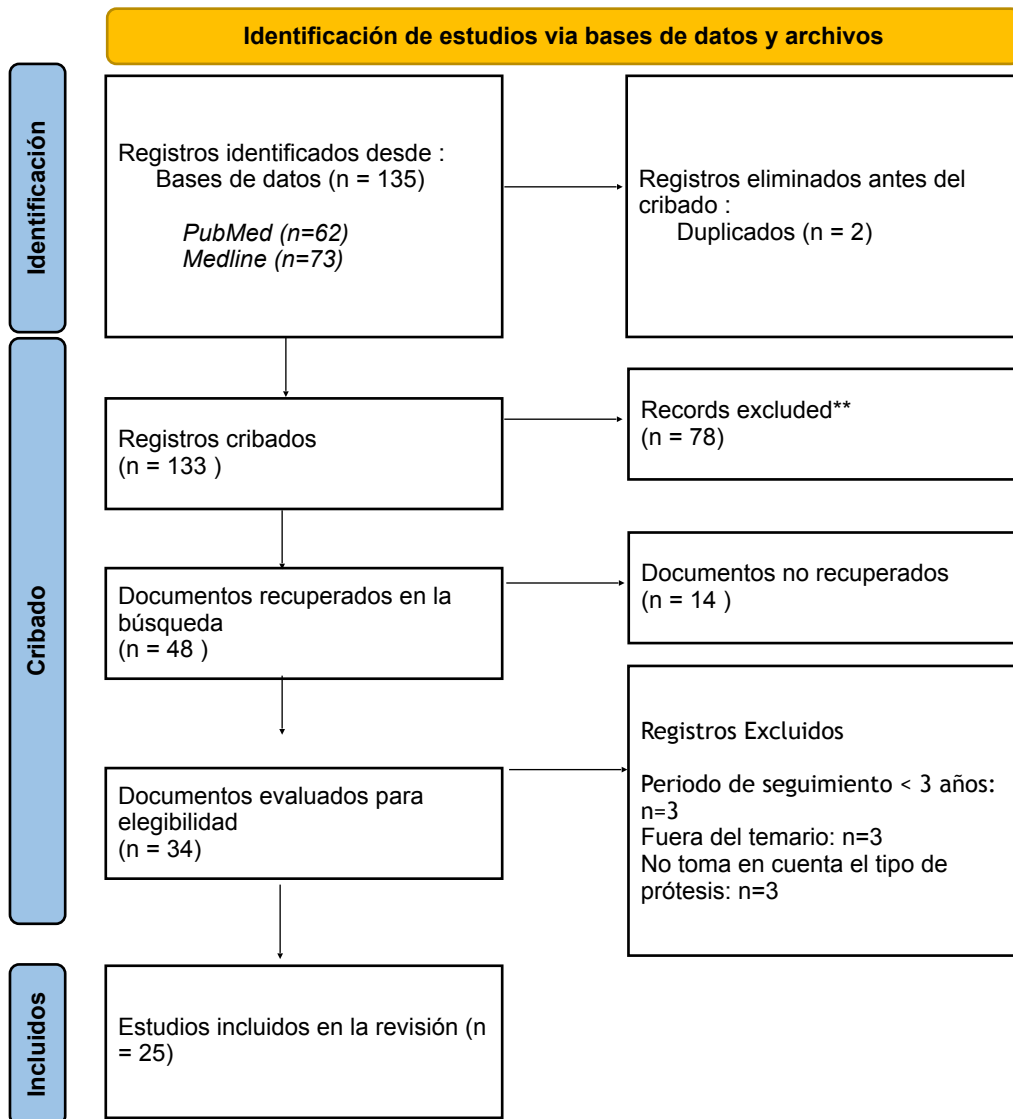 Identificación de estudios via bases de datos y archivos
Identificación
Registros identificados desde :
Bases de datos (n = 135)
PubMed (n=62)
Medline (n=73)
Registros eliminados antes del
cribado :
Duplicados (n = 2)
Cribado
Registros cribados
(n = 133 )
Records excluded**
(n = 78)
Documentos recuperados en la
búsqueda
(n = 48 )
Documentos no recuperados
(n = 14 )
Documentos evaluados para
elegibilidad
(n = 34)
Registros Excluidos
Periodo de seguimiento < 3 años:
n=3
Fuera del temario: n=3
No toma en cuenta el tipo de
prótesis: n=3
Incluidos
Estudios incluidos en la revisión (n
= 25)